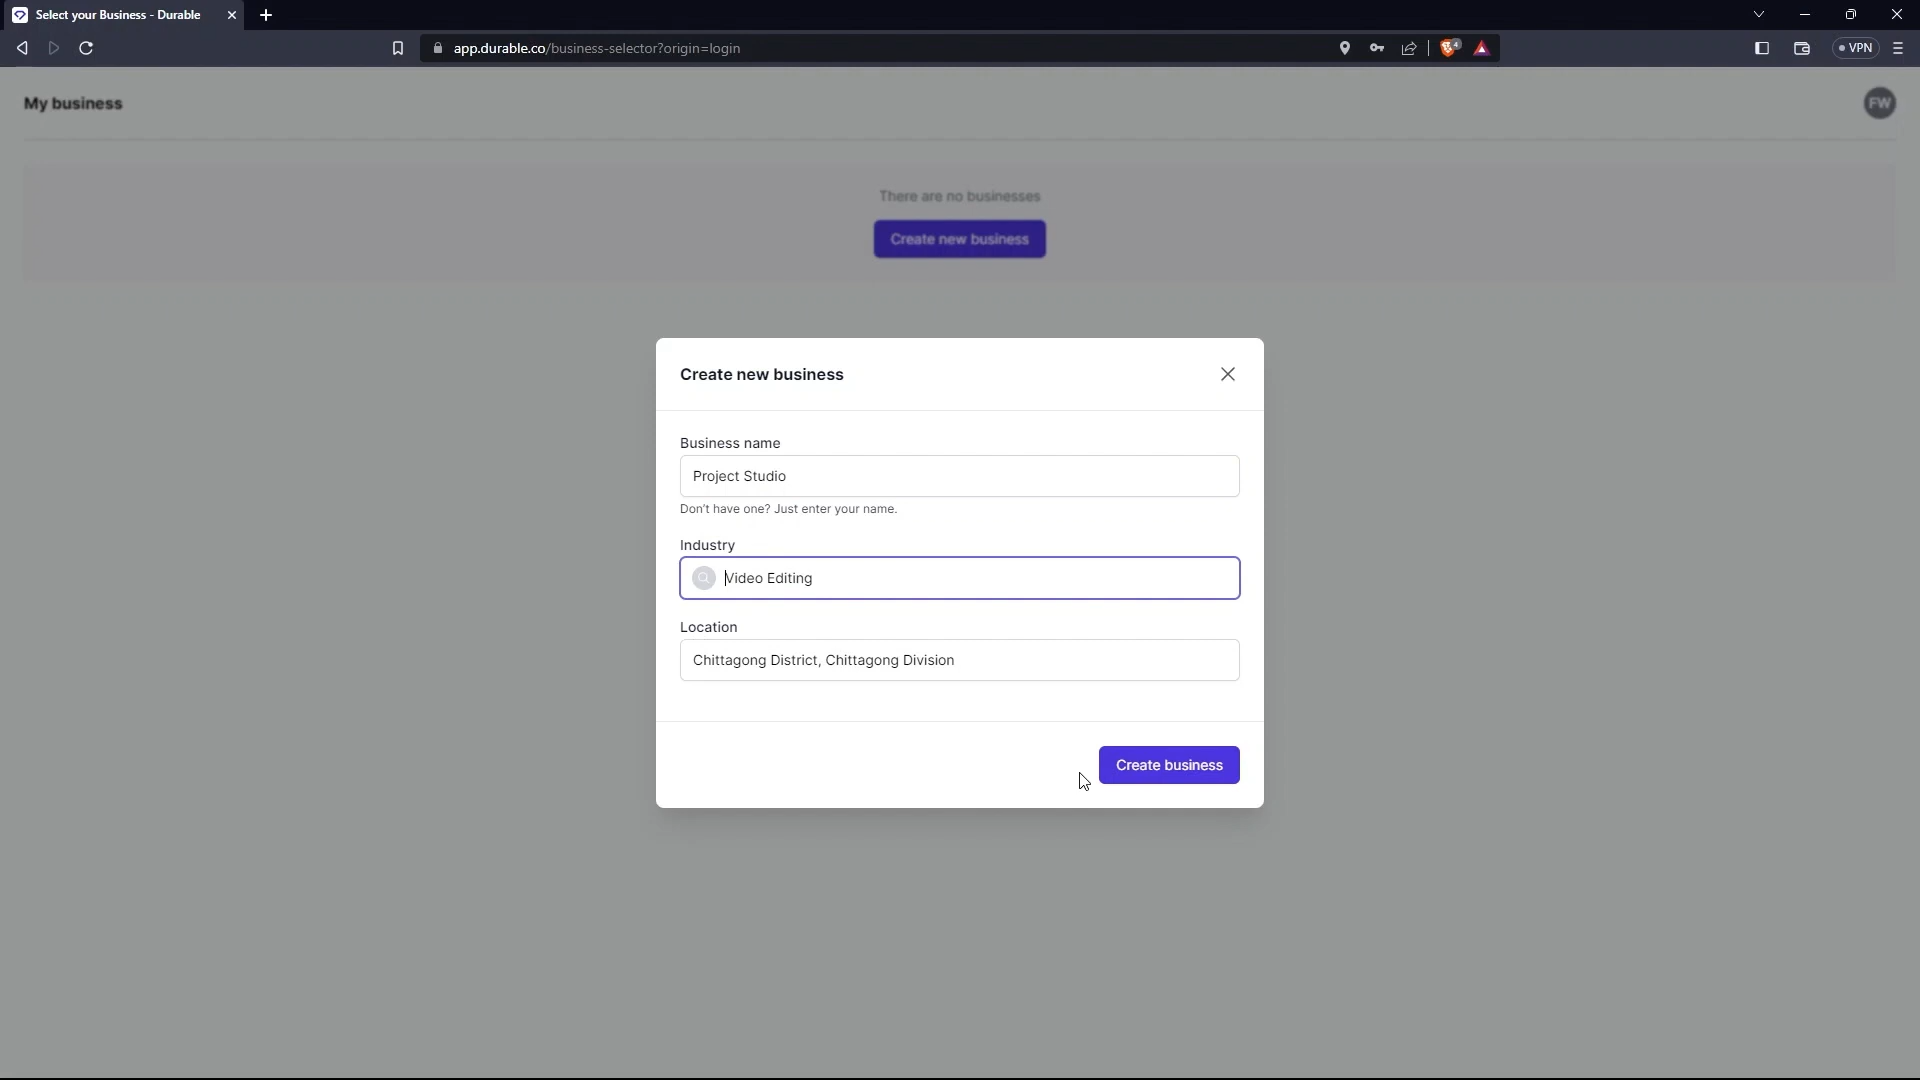 Select your Business - Durable
app.durable.co/business-selector?origin=login
4
VPN
My business
FW
There are no businesses
Create new business
Create new business
Business name
Project Studio
Don't have one? Just enter your name.
Industry
Video Editing
Location
Chittagong District, Chittagong Division
Create business